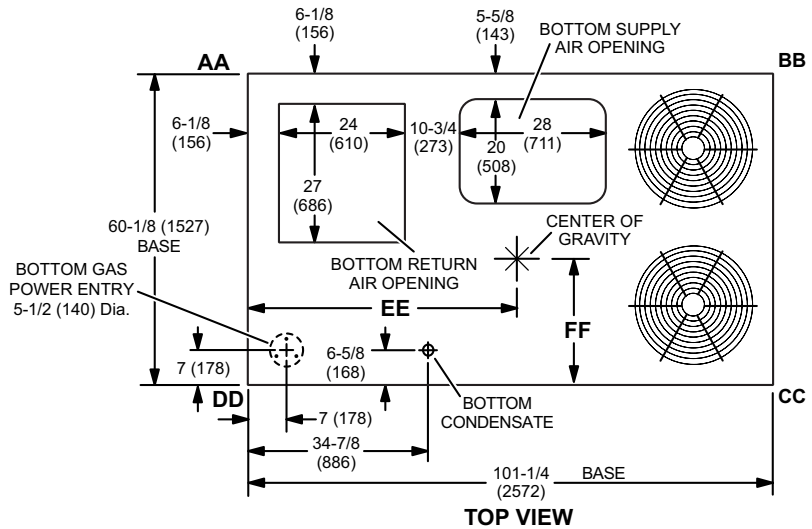 6-1/8
(156)
5-5/8
(143)
BOTTOM SUPPLY
AIR OPENING
AA
BB
6-1/8
(156)
24
(610)
10-3/4
(273)
28
(711)
20
(508)
27
(686)
60-1/8 (1527)
BASE
CENTER OF
GRAVITY
BOTTOM RETURN
AIR OPENING
BOTTOM GAS
POWER ENTRY
5-1/2 (140) Dia.
EE
FF
7 (178)
6-5/8
(168)
DD
CC
7 (178)
BOTTOM
CONDENSATE
34-7/8
(886)
101-1/4
(2572)
BASE
TOP VIEW